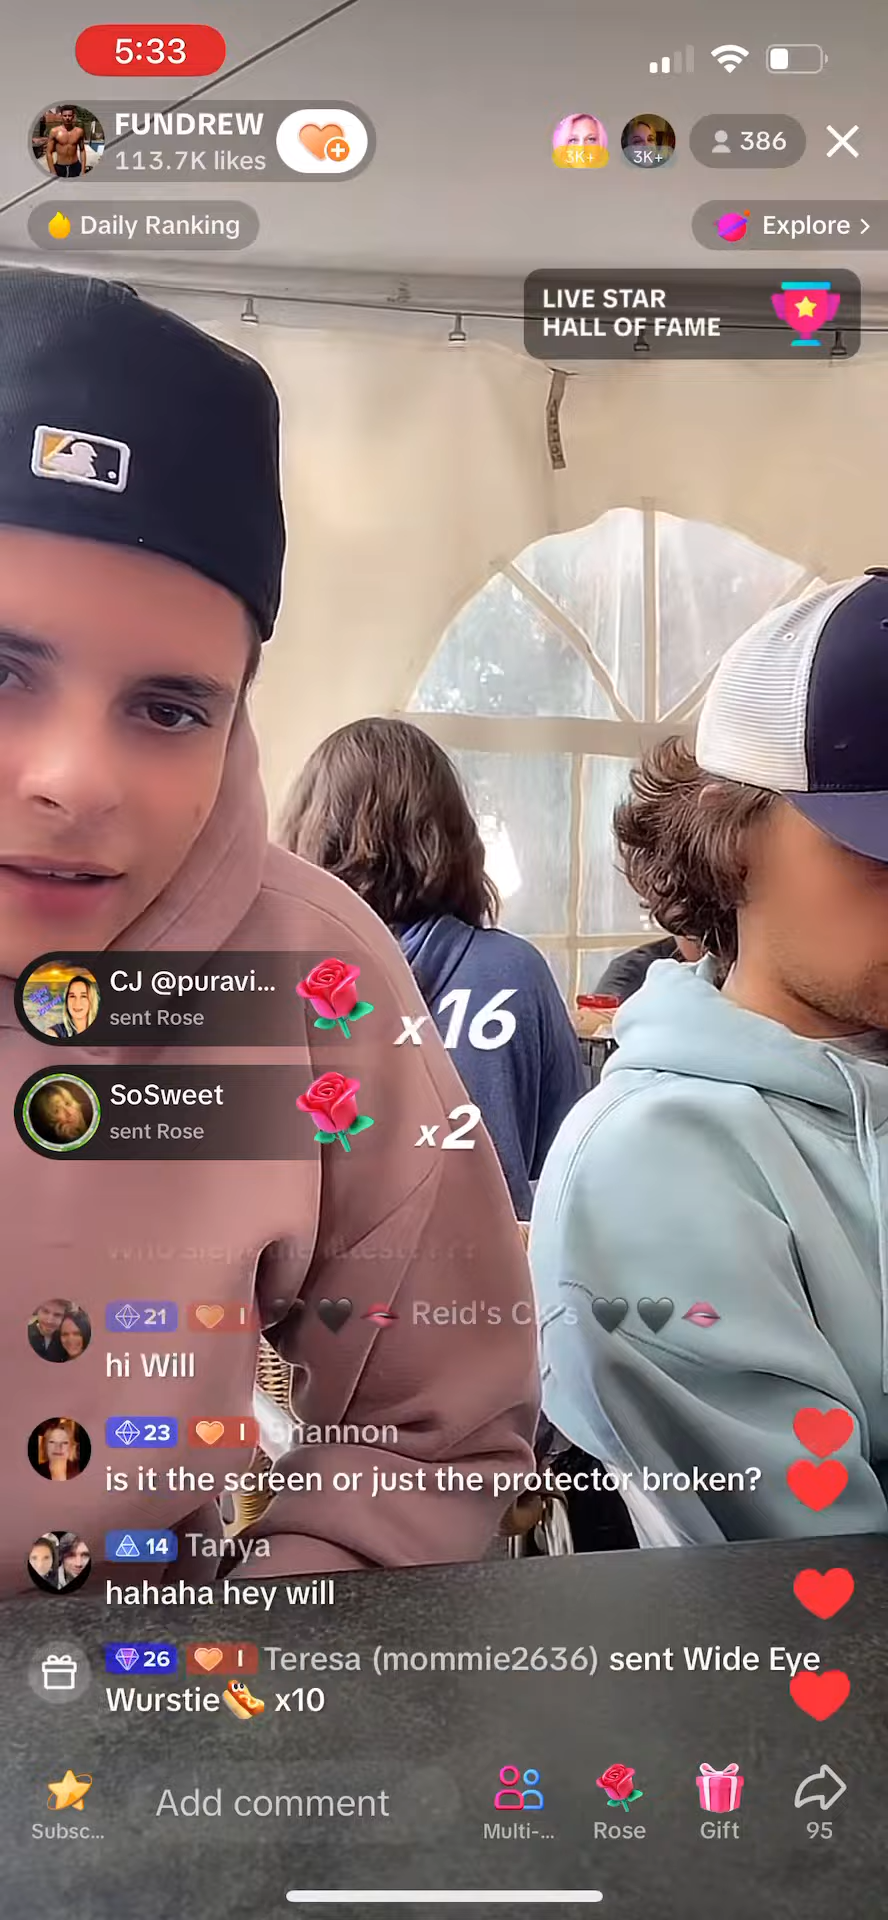 5:33
FUNDREW
113.7K likes
3K+
3K+
386
Daily Ranking
Explore >
LIVE STAR
HALL OF FAME
CJ @puravi...
sent Rose
x16
SoSweet
sent Rose
x2
21 I 🖤 🫦 Reid's 🖤🖤🫦
hi Will
23 I Shannon
is it the screen or just the protector broken?
14 Tanya
hahaha hey will
26 I Teresa (mommie2636) sent Wide Eye
Wurstie🌭 x10
Subsc...
Add comment
Multi-...
Rose
Gift
95